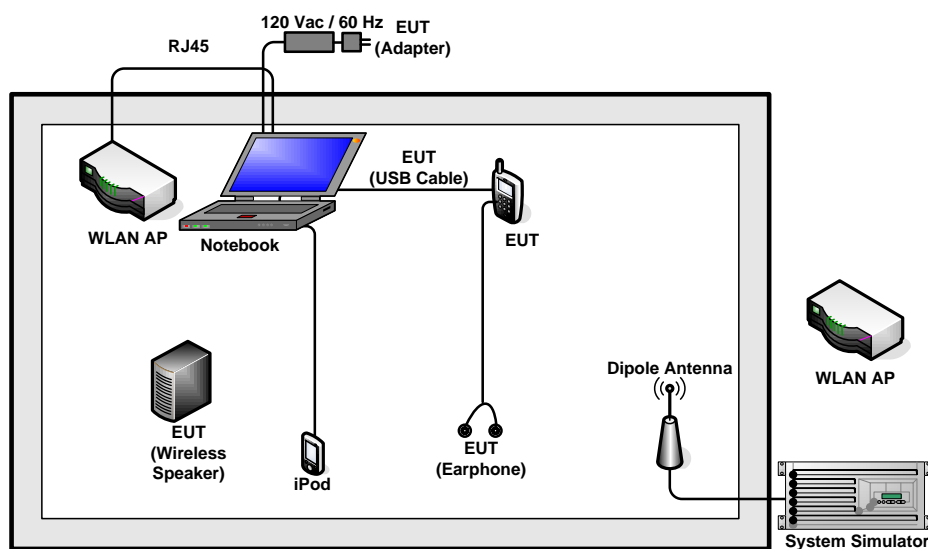 120 Vac / 60 Hz
EUT
(Adapter)
RJ45
EUT
(USB Cable)
WLAN AP
Notebook
EUT
WLAN AP
Dipole Antenna
EUT
(Wireless
Speaker)
iPod
EUT
(Earphone)
System Simulator